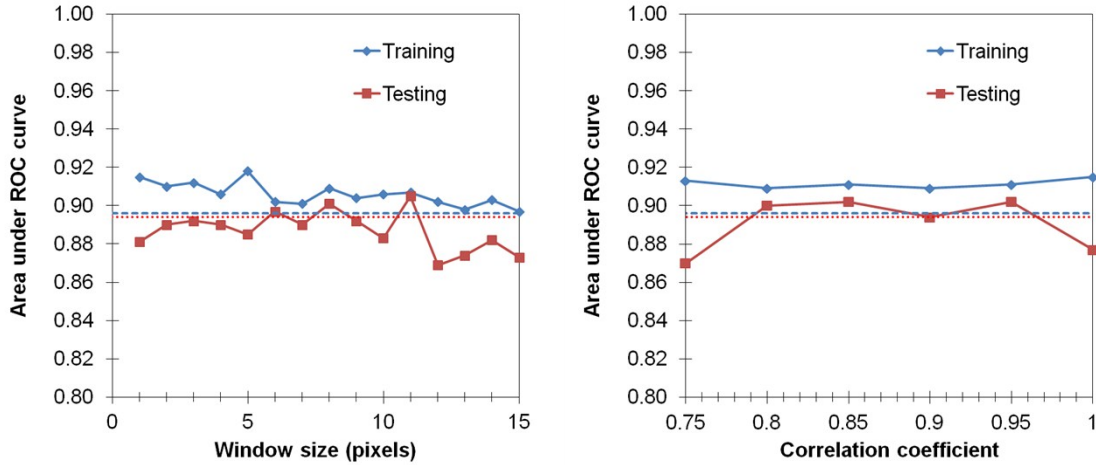 Area under ROC curve
1.00
0.98
0.96
0.94
0.92
0.90
0.88
0.86
0.84
0.82
0.80
Training
Testing
0 5 10 15
Window size (pixels)
Area under ROC curve
1.00
0.98
0.96
0.94
0.92
0.90
0.88
0.86
0.84
0.82
0.80
Training
Testing
0.75 0.8 0.85 0.9 0.95 1
Correlation coefficient